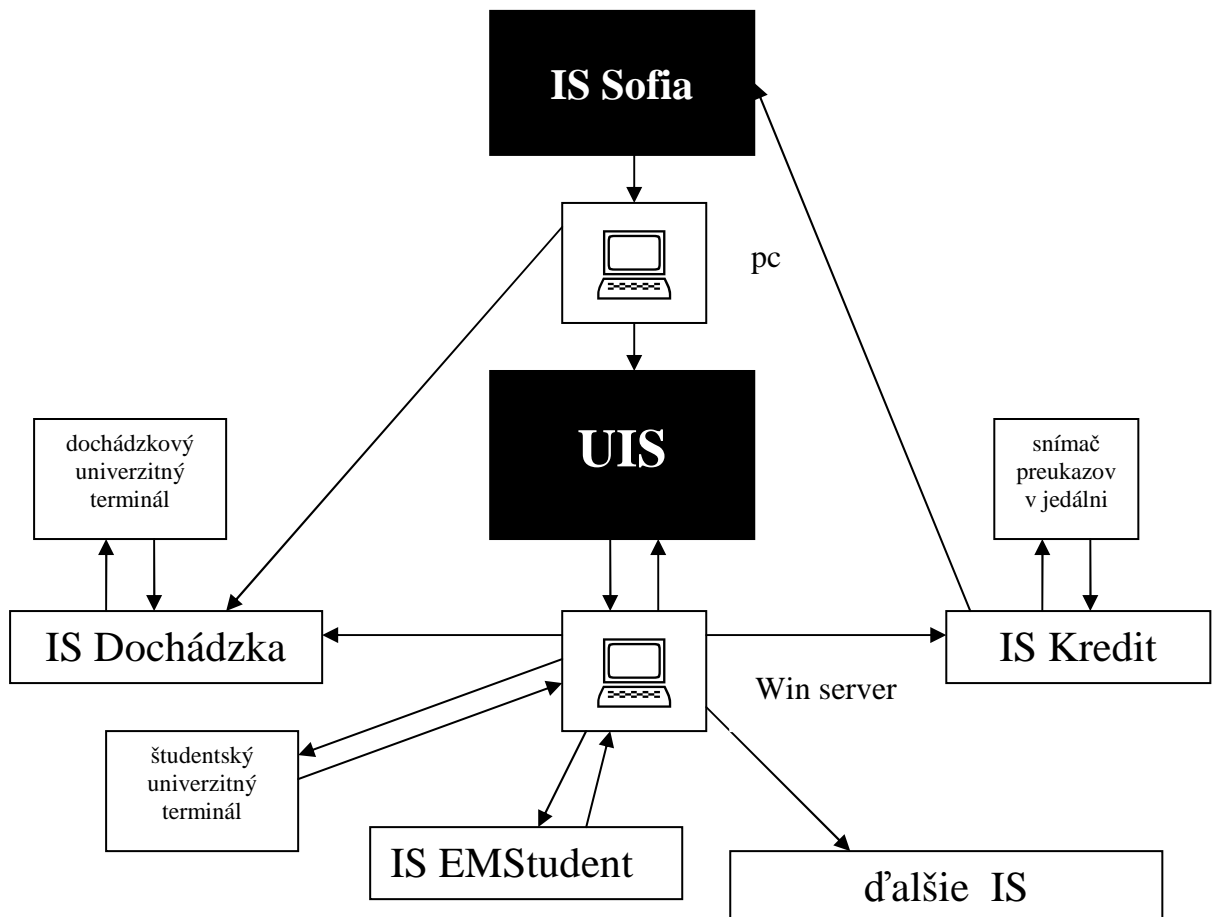 IS Sofia
pc
UIS
dochádzkový
univerzitný
terminál
snímač
preukazov
v jedálni
IS Dochádzka
IS Kredit
Win server
študentský
univerzitný
terminál
IS EMStudent
ďalšie IS